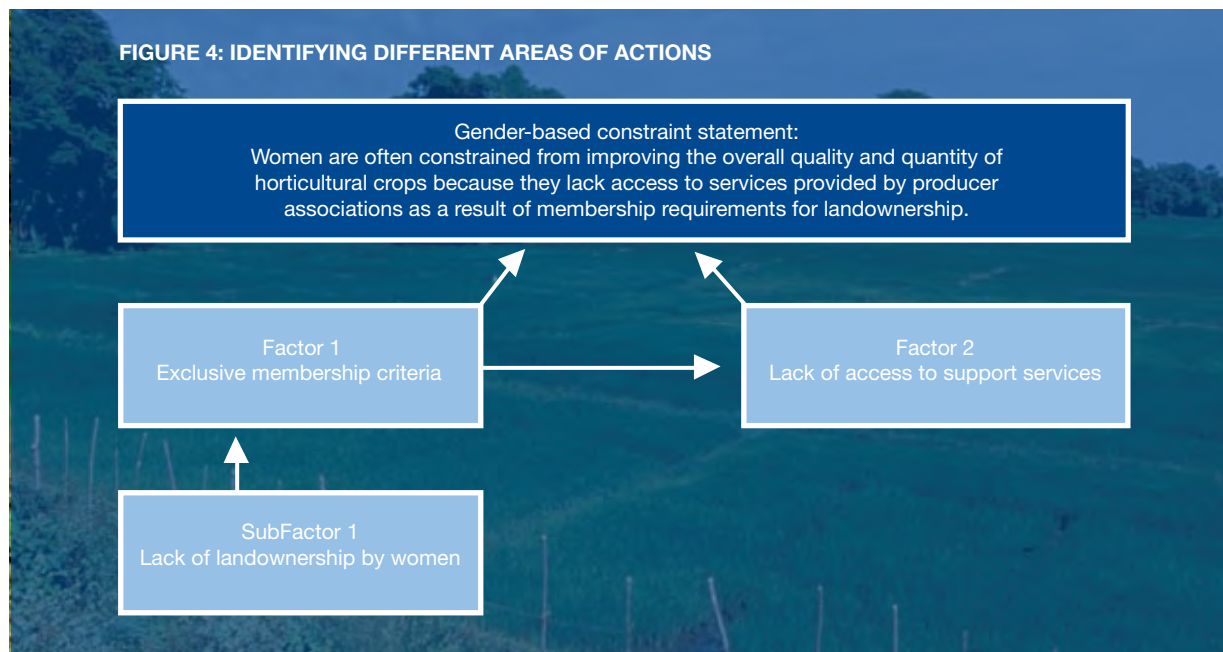 FIGURE 4: IDENTIFYING DIFFERENT AREAS OF ACTIONS
Gender-based constraint statement:
Women are often constrained from improving the overall quality and quantity of
horticultural crops because they lack access to services provided by producer
associations as a result of membership requirements for landownership.
Factor 1
Exclusive membership criteria
Factor 2
Lack of access to support services
SubFactor 1
Lack of landownership by women